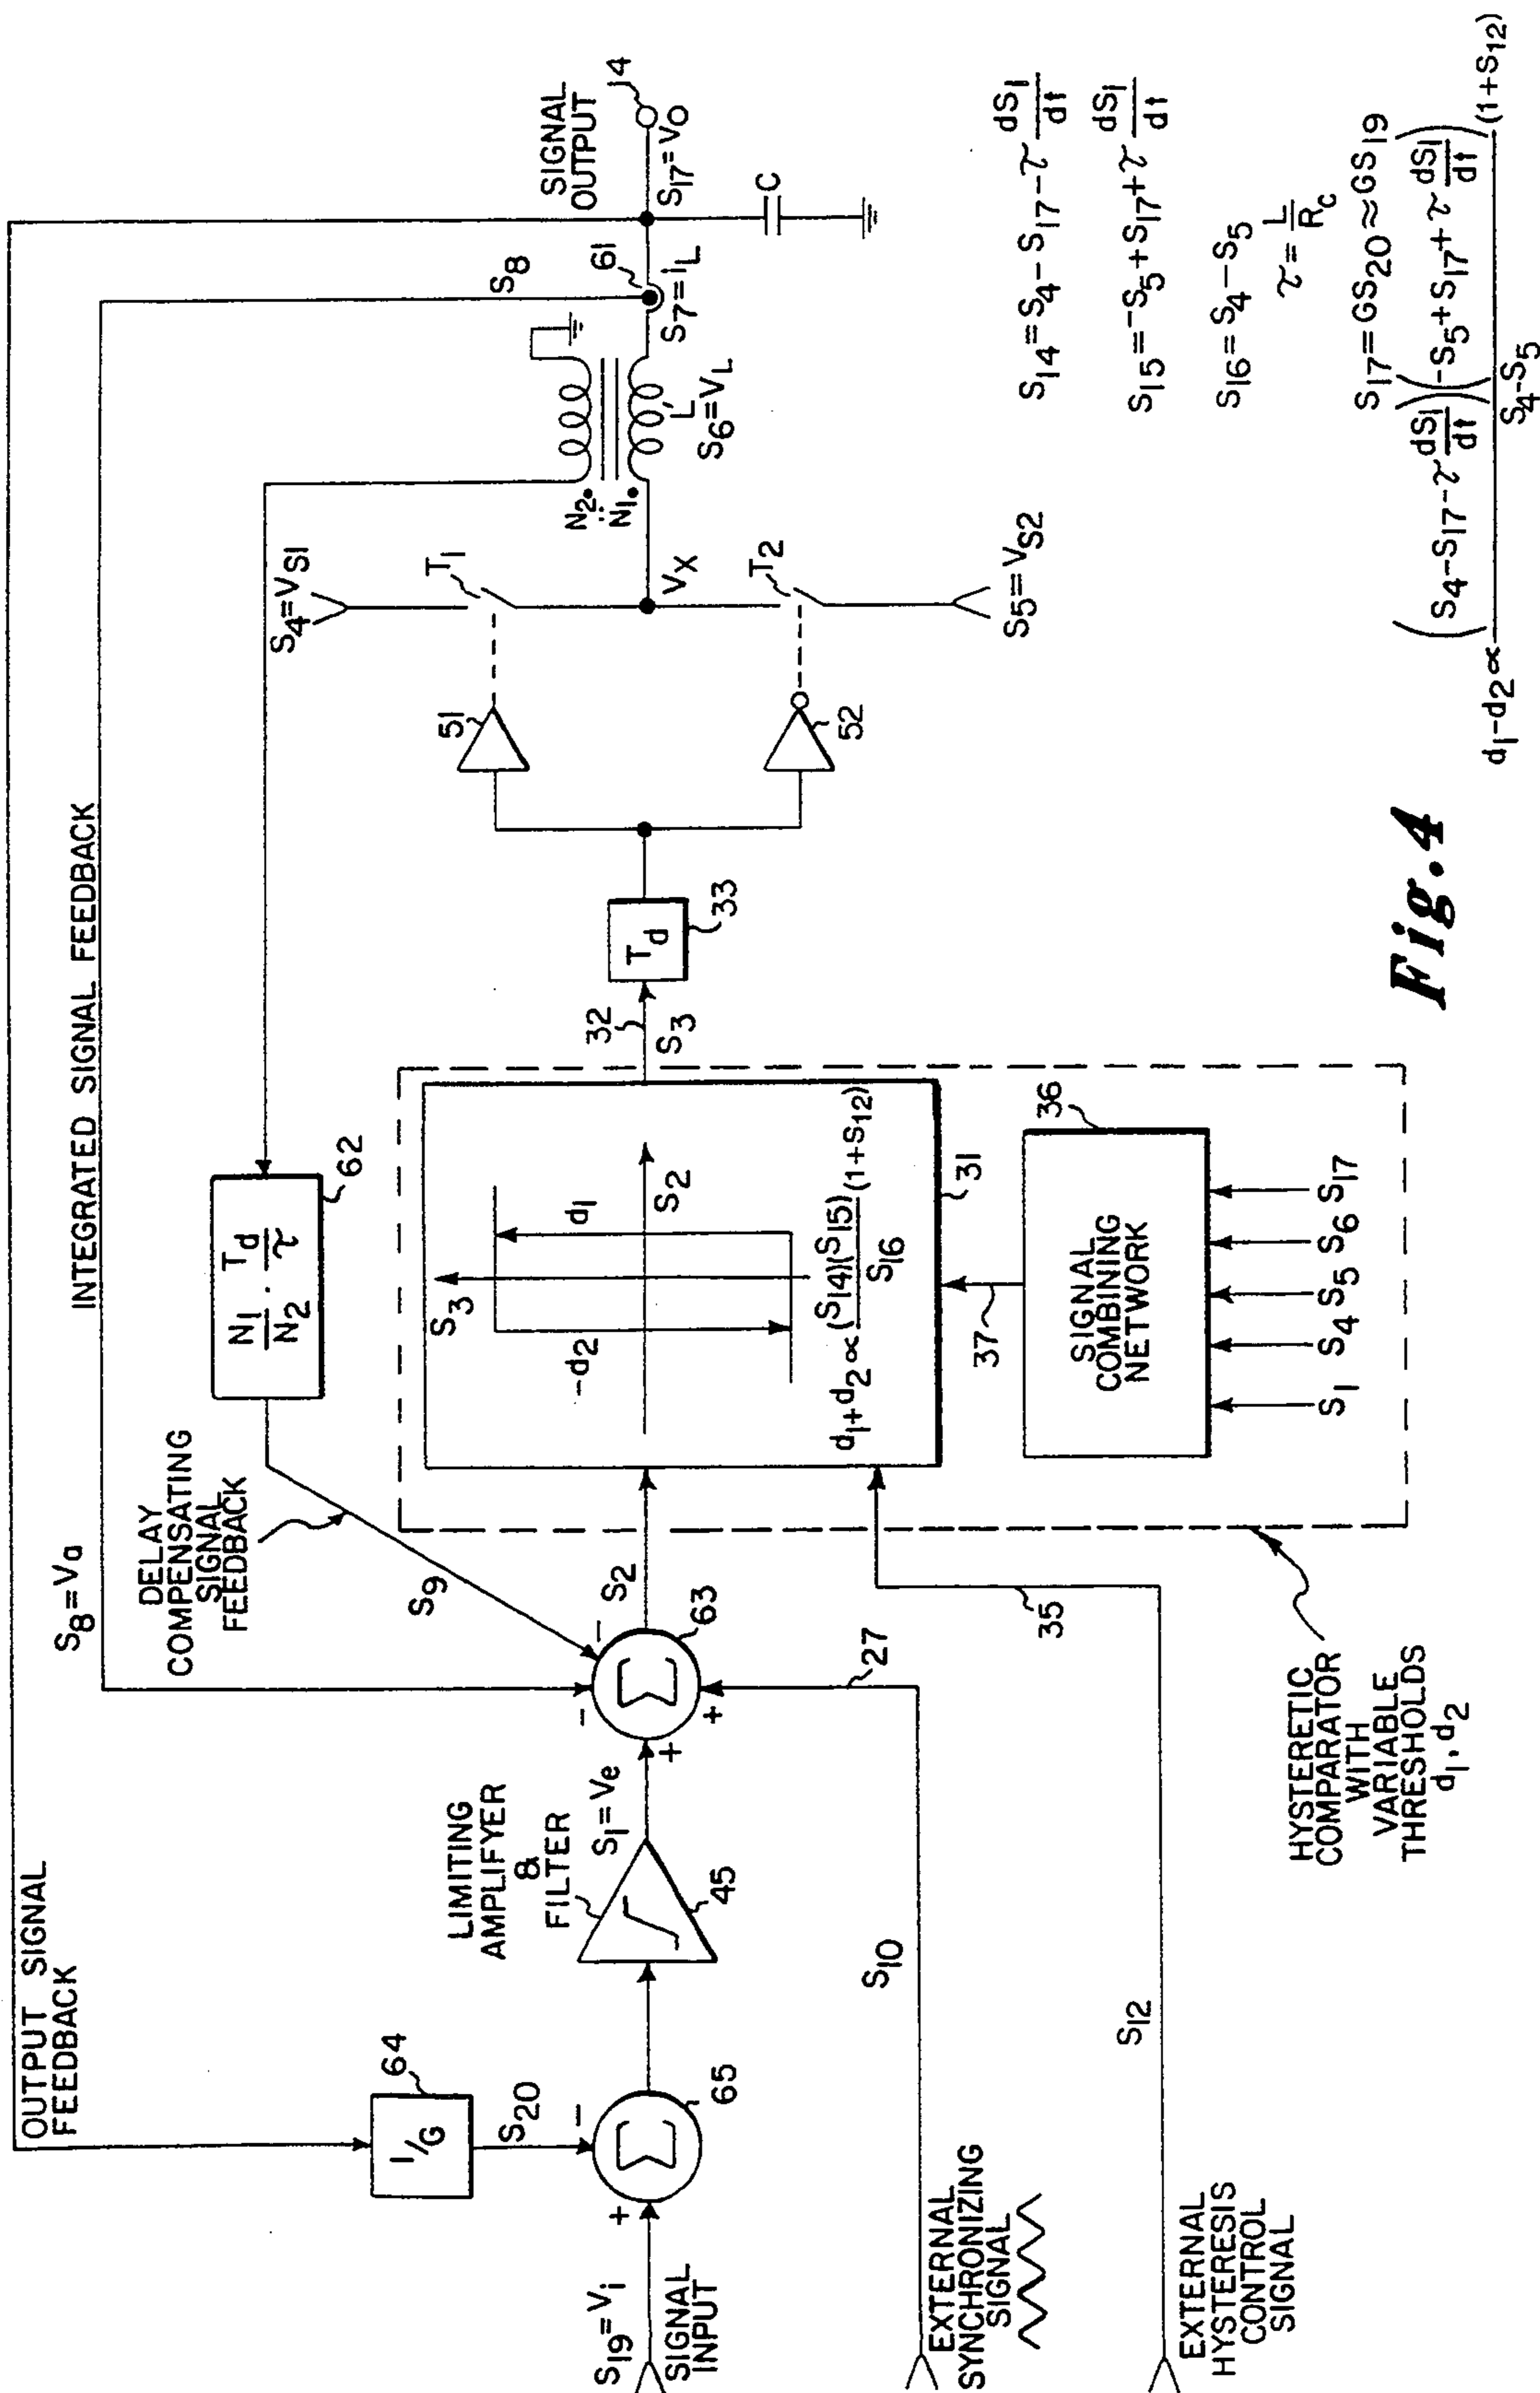 OUTPUT SIGNAL
FEEDBACK
INTEGRATED SIGNAL FEEDBACK
S8=Va
S8
DELAY
COMPENSATING
SIGNAL
FEEDBACK
S9
N1/N2 · Td/τ
62
S4=VS1
N2
:
N1
SIGNAL
OUTPUT
14
S17=VO
61
S7=iL
L
S6=VL
C
T1
VX
T2
S5=VS2
51
52
Td
33
32
S3
64
1/G
S20
S19=Vi
SIGNAL
INPUT
+
−
Σ
65
LIMITING
AMPLIFYER
&
FILTER
45
S1=Ve
+
−
−
+
Σ
63
S2
27
S10
EXTERNAL
SYNCHRONIZING
SIGNAL
S12
EXTERNAL
HYSTERESIS
CONTROL
SIGNAL
35
S3
-d2
d1
S2
d1+d2 ∝ (S14)(S15)/S16 (1+S12)
31
37
36
SIGNAL
COMBINING
NETWORK
S1 S4 S5 S6 S17
HYSTERETIC
COMPARATOR
WITH
VARIABLE
THRESHOLDS
d1, d2
S14=S4-S17-τ dS1/dt
S15=-S5+S17+τ dS1/dt
S16=S4-S5
τ=L/RC
S17=GS20≈GS19
d1-d2 ∝ (S4-S17-τ dS1/dt)(-S5+S17+τ dS1/dt)/S4-S5 (1+S12)
Fig. 4